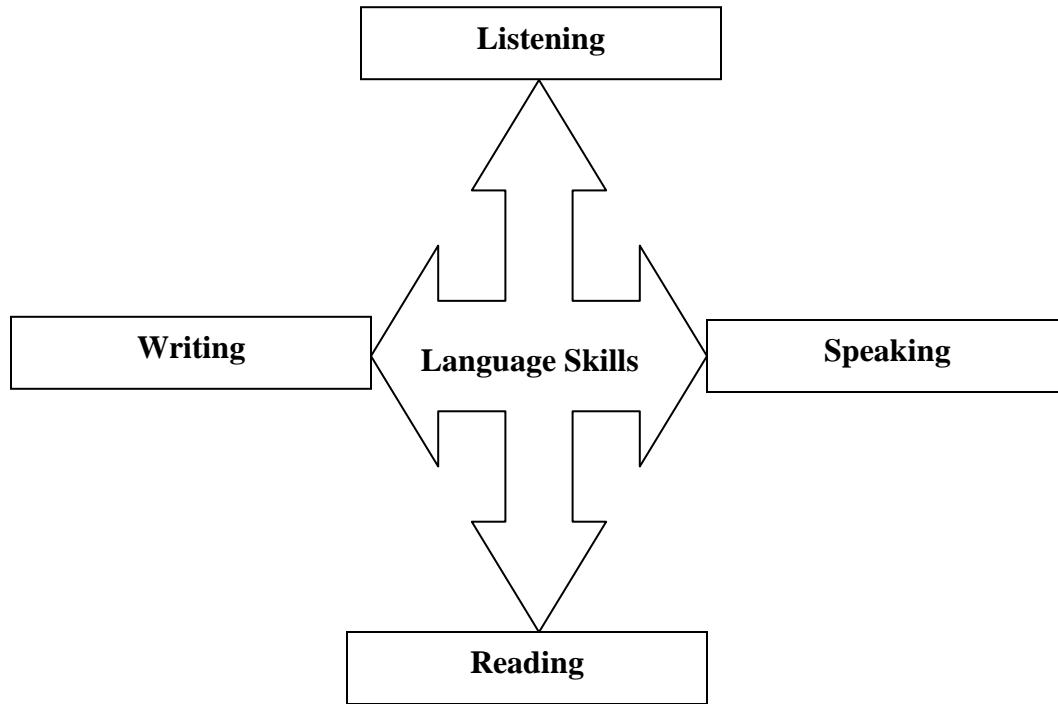 Listening
Writing
Language Skills
Speaking
Reading